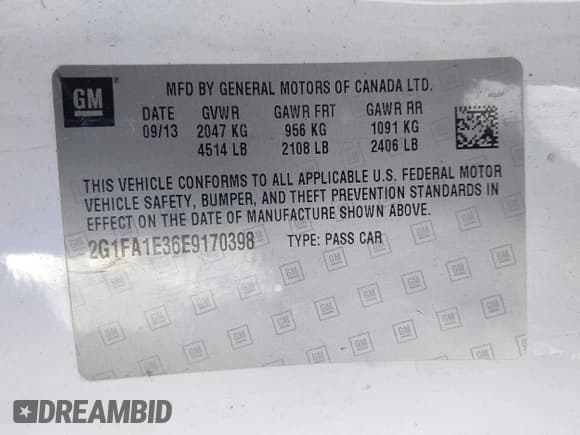 GM
MFD BY GENERAL MOTORS OF CANADA LTD.
DATE GVWR GAWR FRT GAWR RR
09/13 2047 KG 956 KG 1091 KG
4514 LB 2108 LB 2406 LB
THIS VEHICLE CONFORMS TO ALL APPLICABLE U.S. FEDERAL MOTOR
VEHICLE SAFETY, BUMPER, AND THEFT PREVENTION STANDARDS IN
EFFECT ON THE DATE OF MANUFACTURE SHOWN ABOVE.
2G1FA1E36E9170398 TYPE: PASS CAR
DREAMBID